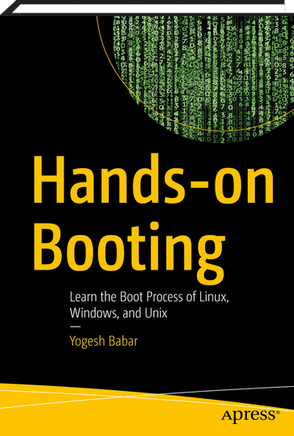 Hands-on
Booting
Learn the Boot Process of Linux,
Windows, and Unix
—
Yogesh Babar
Apress®